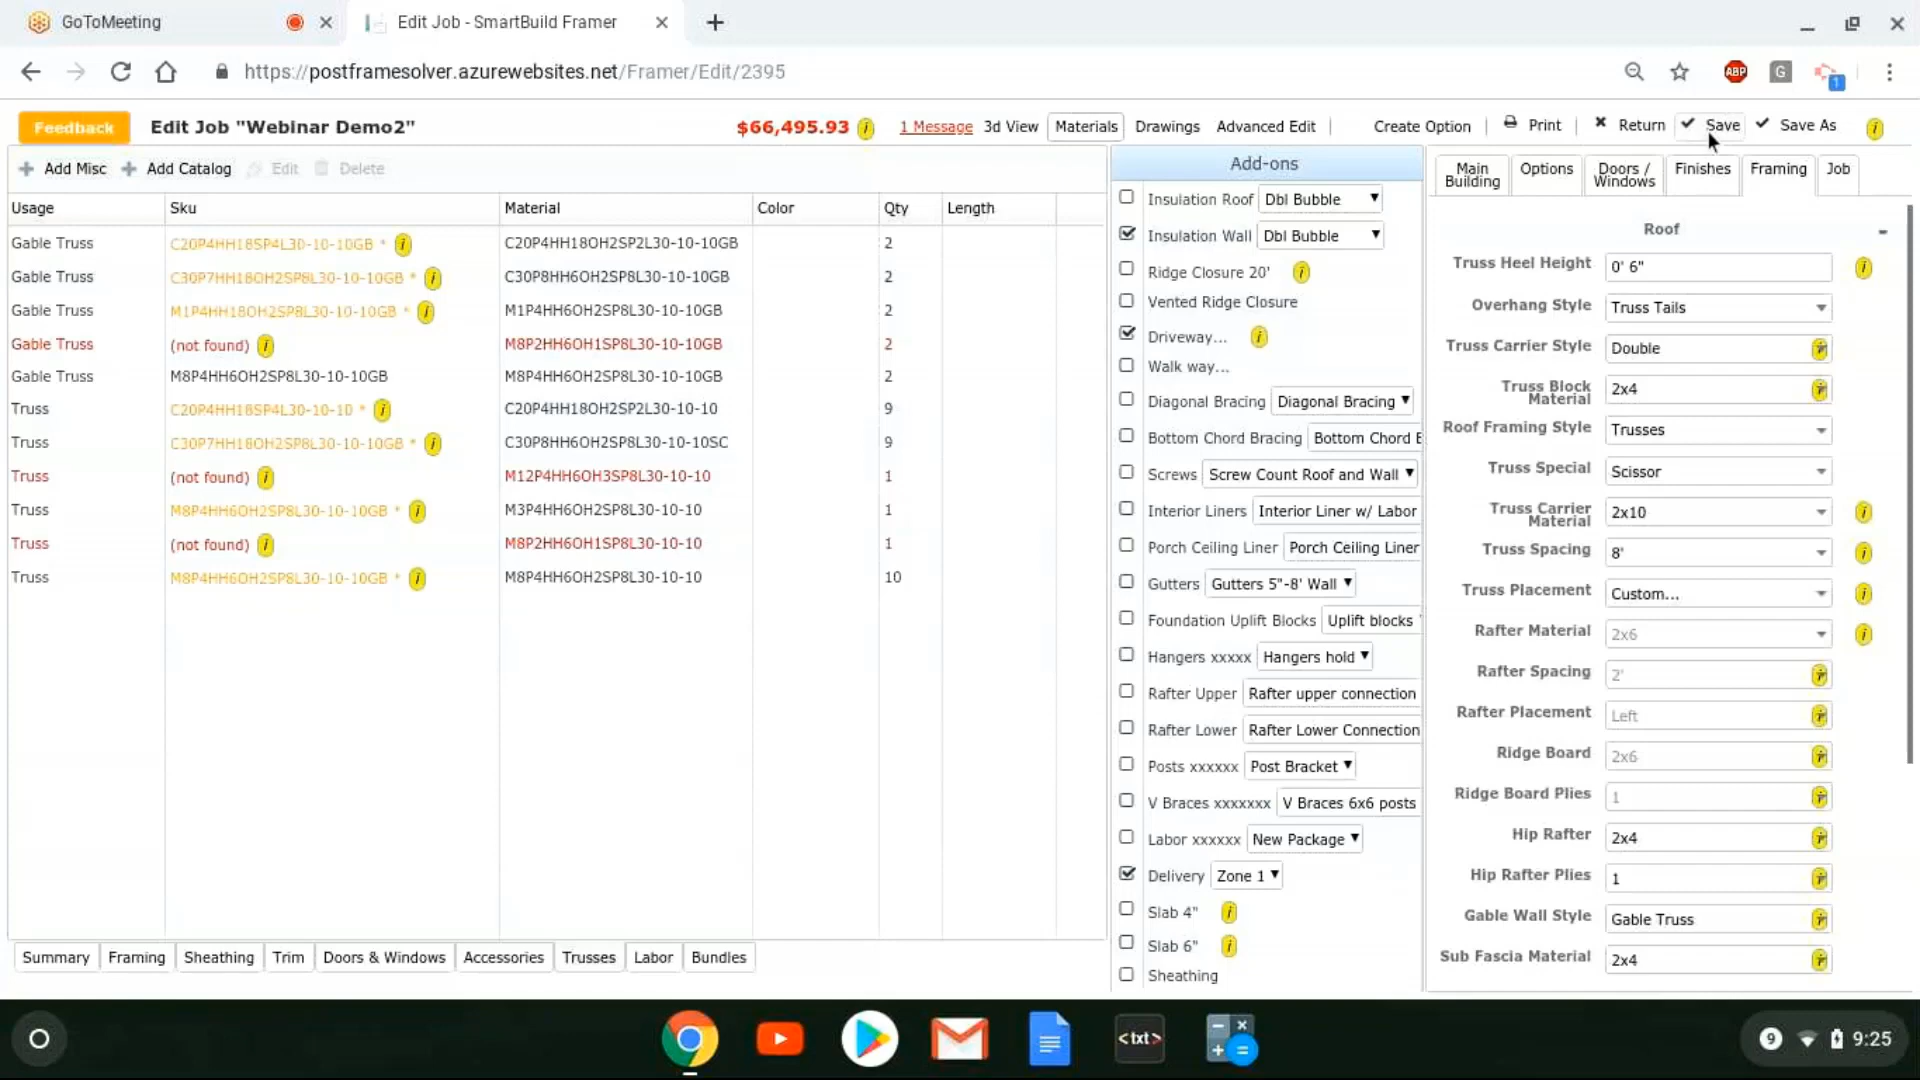 GoToMeeting
Edit Job - SmartBuild Framer
https://postframesolver.azurewebsites.net/Framer/Edit/2395
ABP
G
1
Feedback
Edit Job "Webinar Demo2"
$66,495.93
1 Message
3d View
Materials
Drawings
Advanced Edit
Create Option
Print
Return
Save
Save As
Add Misc
Add Catalog
Edit
Delete
Usage Sku Material Color Qty Length
Gable Truss C20P4HH18SP4L30-10-10GB * C20P4HH18OH2SP2L30-10-10GB 2
Gable Truss C30P7HH18OH2SP8L30-10-10GB * C30P8HH6OH2SP8L30-10-10GB 2
Gable Truss M1P4HH18OH2SP8L30-10-10GB * M1P4HH6OH2SP8L30-10-10GB 2
Gable Truss (not found) M8P2HH6OH1SP8L30-10-10GB 2
Gable Truss M8P4HH6OH2SP8L30-10-10GB M8P4HH6OH2SP8L30-10-10GB 2
Truss C20P4HH18SP4L30-10-10 * C20P4HH18OH2SP2L30-10-10 9
Truss C30P7HH18OH2SP8L30-10-10GB * C30P8HH6OH2SP8L30-10-10SC 9
Truss (not found) M12P4HH6OH3SP8L30-10-10 1
Truss M8P4HH6OH2SP8L30-10-10GB * M3P4HH6OH2SP8L30-10-10 1
Truss (not found) M8P2HH6OH1SP8L30-10-10 1
Truss M8P4HH6OH2SP8L30-10-10GB * M8P4HH6OH2SP8L30-10-10 10
Summary
Framing
Sheathing
Trim
Doors & Windows
Accessories
Trusses
Labor
Bundles
Add-ons
Insulation Roof Dbl Bubble
Insulation Wall Dbl Bubble
Ridge Closure 20'
Vented Ridge Closure
Driveway...
Walk way...
Diagonal Bracing Diagonal Bracing
Bottom Chord Bracing Bottom Chord B
Screws Screw Count Roof and Wall
Interior Liners Interior Liner w/ Labor
Porch Ceiling Liner Porch Ceiling Liner
Gutters Gutters 5"-8' Wall
Foundation Uplift Blocks Uplift blocks
Hangers xxxxx Hangers hold
Rafter Upper Rafter upper connection
Rafter Lower Rafter Lower Connection
Posts xxxxxx Post Bracket
V Braces xxxxxxx V Braces 6x6 posts
Labor xxxxxx New Package
Delivery Zone 1
Slab 4"
Slab 6"
Sheathing
Main
Building
Options
Doors /
Windows
Finishes
Framing
Job
Roof
-
Truss Heel Height 0' 6"
Overhang Style Truss Tails
Truss Carrier Style Double
Truss Block
Material 2x4
Roof Framing Style Trusses
Truss Special Scissor
Truss Carrier
Material 2x10
Truss Spacing 8'
Truss Placement Custom...
Rafter Material 2x6
Rafter Spacing 2'
Rafter Placement Left
Ridge Board 2x6
Ridge Board Plies 1
Hip Rafter 2x4
Hip Rafter Plies 1
Gable Wall Style Gable Truss
Sub Fascia Material 2x4
<txt>
9
9:25